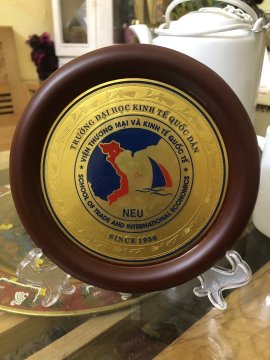 TRƯỜNG ĐẠI HỌC KINH TẾ QUỐC DÂN
VIỆN THƯƠNG MẠI VÀ KINH TẾ QUỐC TẾ
NEU
SCHOOL OF TRADE AND INTERNATIONAL ECONOMICS
SINCE 1956